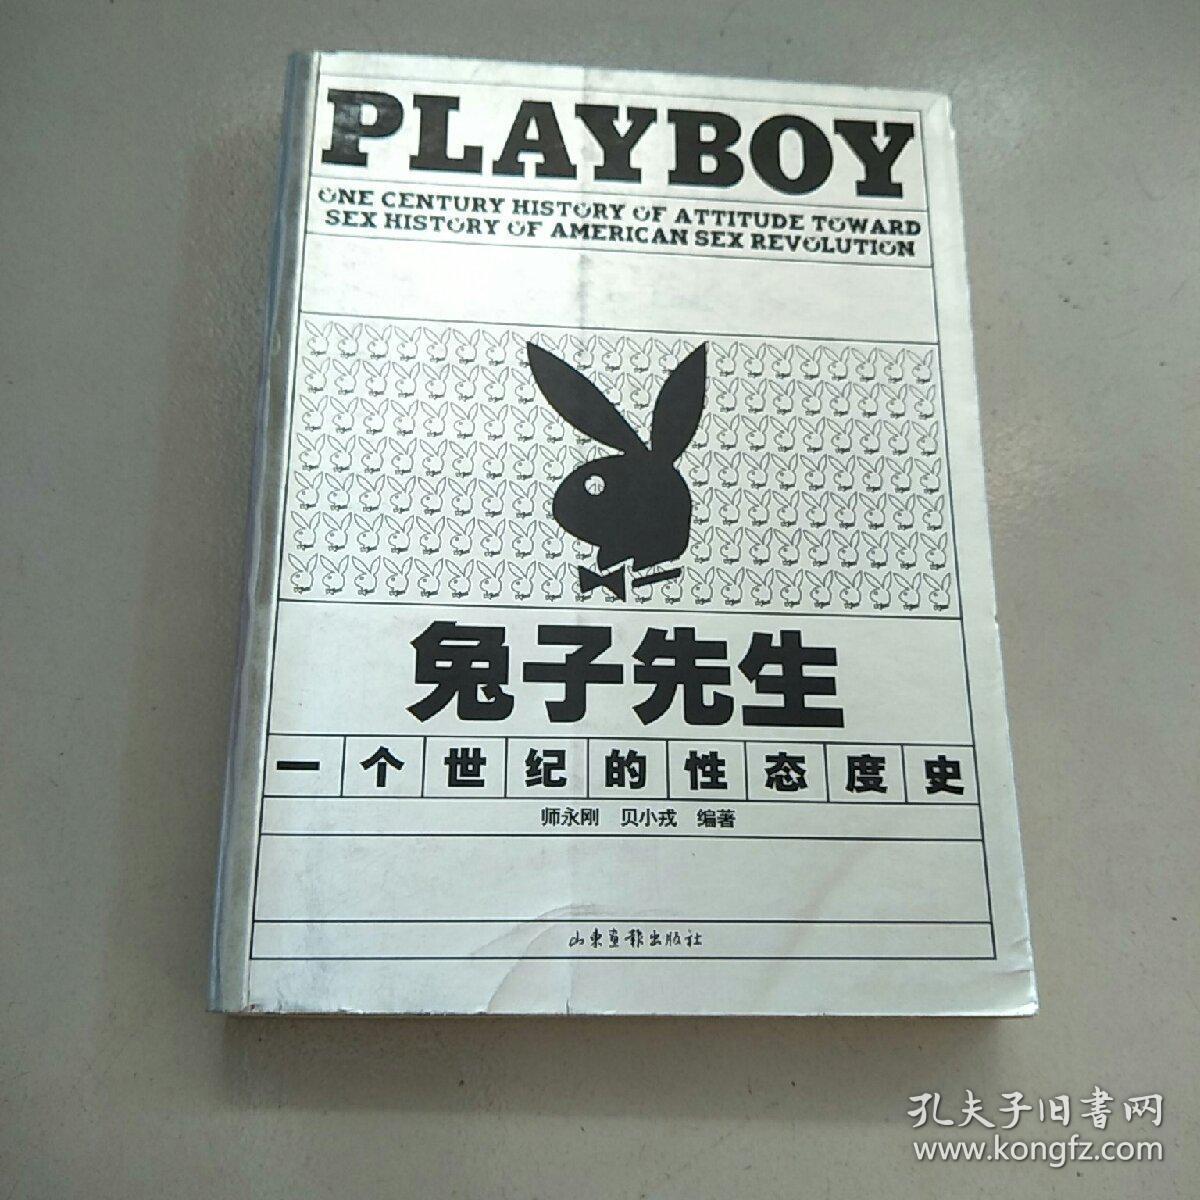 PLAYBOY
ONE CENTURY HISTORY OF ATTITUDE TOWARD
SEX HISTORY OF AMERICAN SEX REVOLUTION
兔子先生
一个世纪的性态度史
师永刚 贝小戎 编著
山东画报出版社
孔夫子旧书网
www.kongfz.com